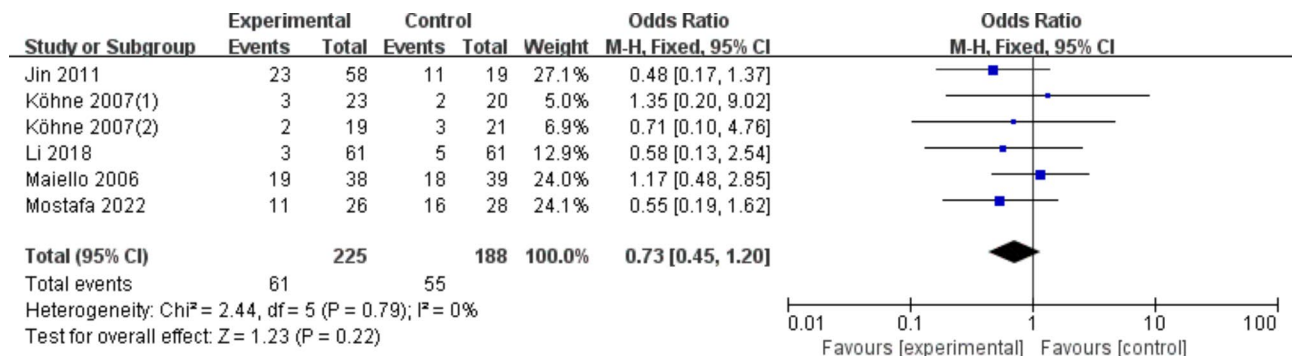 Experimental Control Odds Ratio Odds Ratio
Study or Subgroup Events Total Events Total Weight M-H, Fixed, 95% CI M-H, Fixed, 95% CI
Jin 2011 23 58 11 19 27.1% 0.48 [0.17, 1.37]
Köhne 2007(1) 3 23 2 20 5.0% 1.35 [0.20, 9.02]
Köhne 2007(2) 2 19 3 21 6.9% 0.71 [0.10, 4.76]
Li 2018 3 61 5 61 12.9% 0.58 [0.13, 2.54]
Maiello 2006 19 38 18 39 24.0% 1.17 [0.48, 2.85]
Mostafa 2022 11 26 16 28 24.1% 0.55 [0.19, 1.62]
Total (95% CI) 225 188 100.0% 0.73 [0.45, 1.20]
Total events 61 55
Heterogeneity: Chi² = 2.44, df = 5 (P = 0.79); I² = 0%
Test for overall effect: Z = 1.23 (P = 0.22)
0.01 0.1 1 10 100
Favours [experimental] Favours [control]